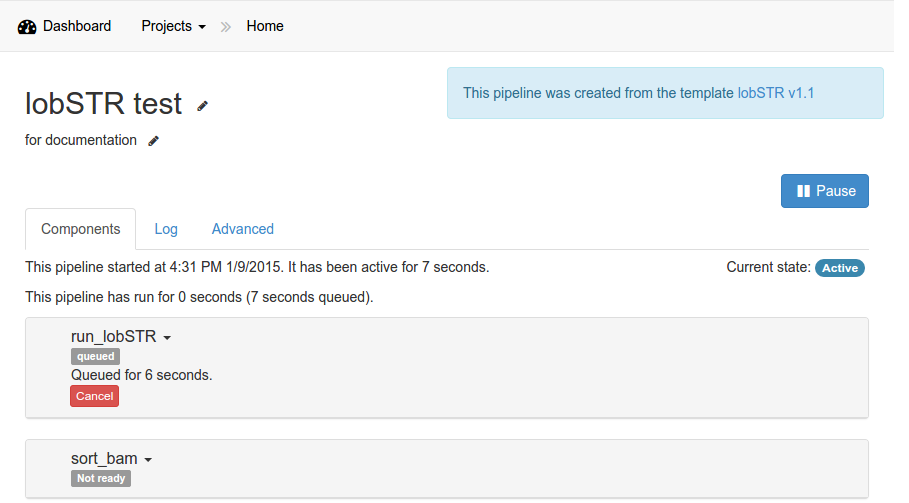 Dashboard Projects Home
lobSTR test
This pipeline was created from the template lobSTR v1.1
for documentation
Pause
Components Log Advanced
This pipeline started at 4:31 PM 1/9/2015. It has been active for 7 seconds. Current state: Active
This pipeline has run for 0 seconds (7 seconds queued).
run_lobSTR
queued
Queued for 6 seconds.
Cancel
sort_bam
Not ready